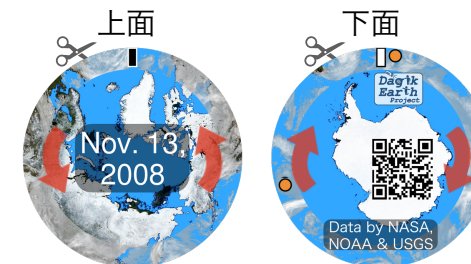 上面
下面
Nov. 13,
2008
Dagik
Earth
Project
Data by NASA,
NOAA & USGS